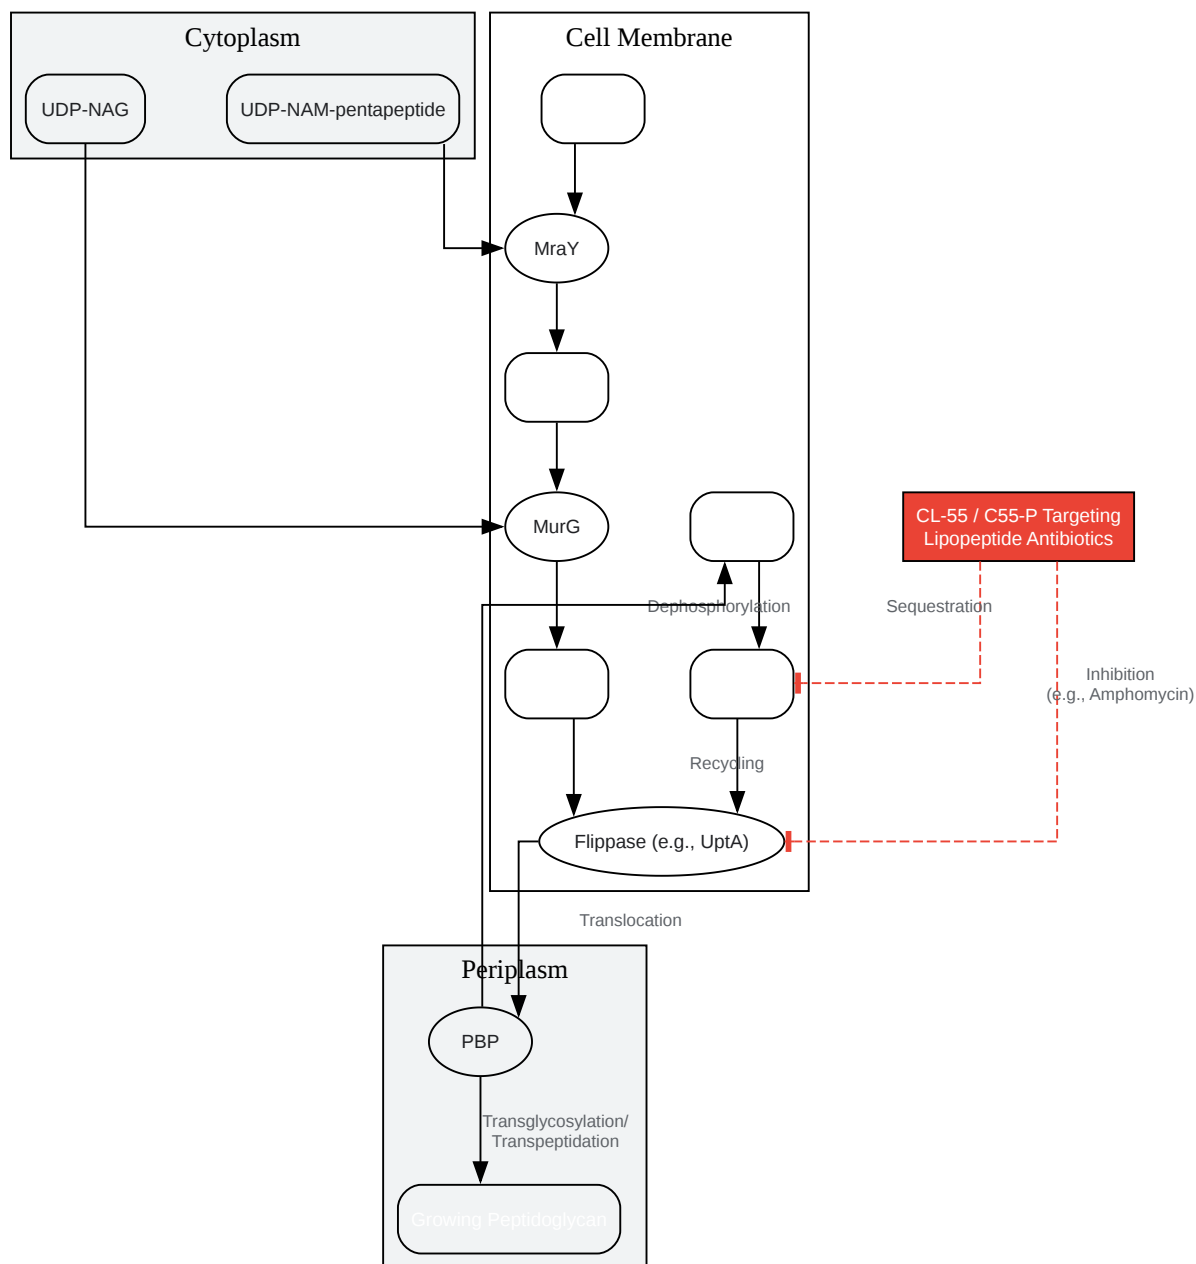 Cytoplasm
Cell Membrane
UDP-NAG
UDP-NAM-pentapeptide
MraY
MurG
CL-55 / C55-P Targeting
Lipopeptide Antibiotics
Dephosphorylation
Sequestration
Inhibition
(e.g., Amphomycin)
Recycling
Flippase (e.g., UptA)
Translocation
Periplasm
PBP
Transglycosylation/
Transpeptidation
Growing Peptidoglycan